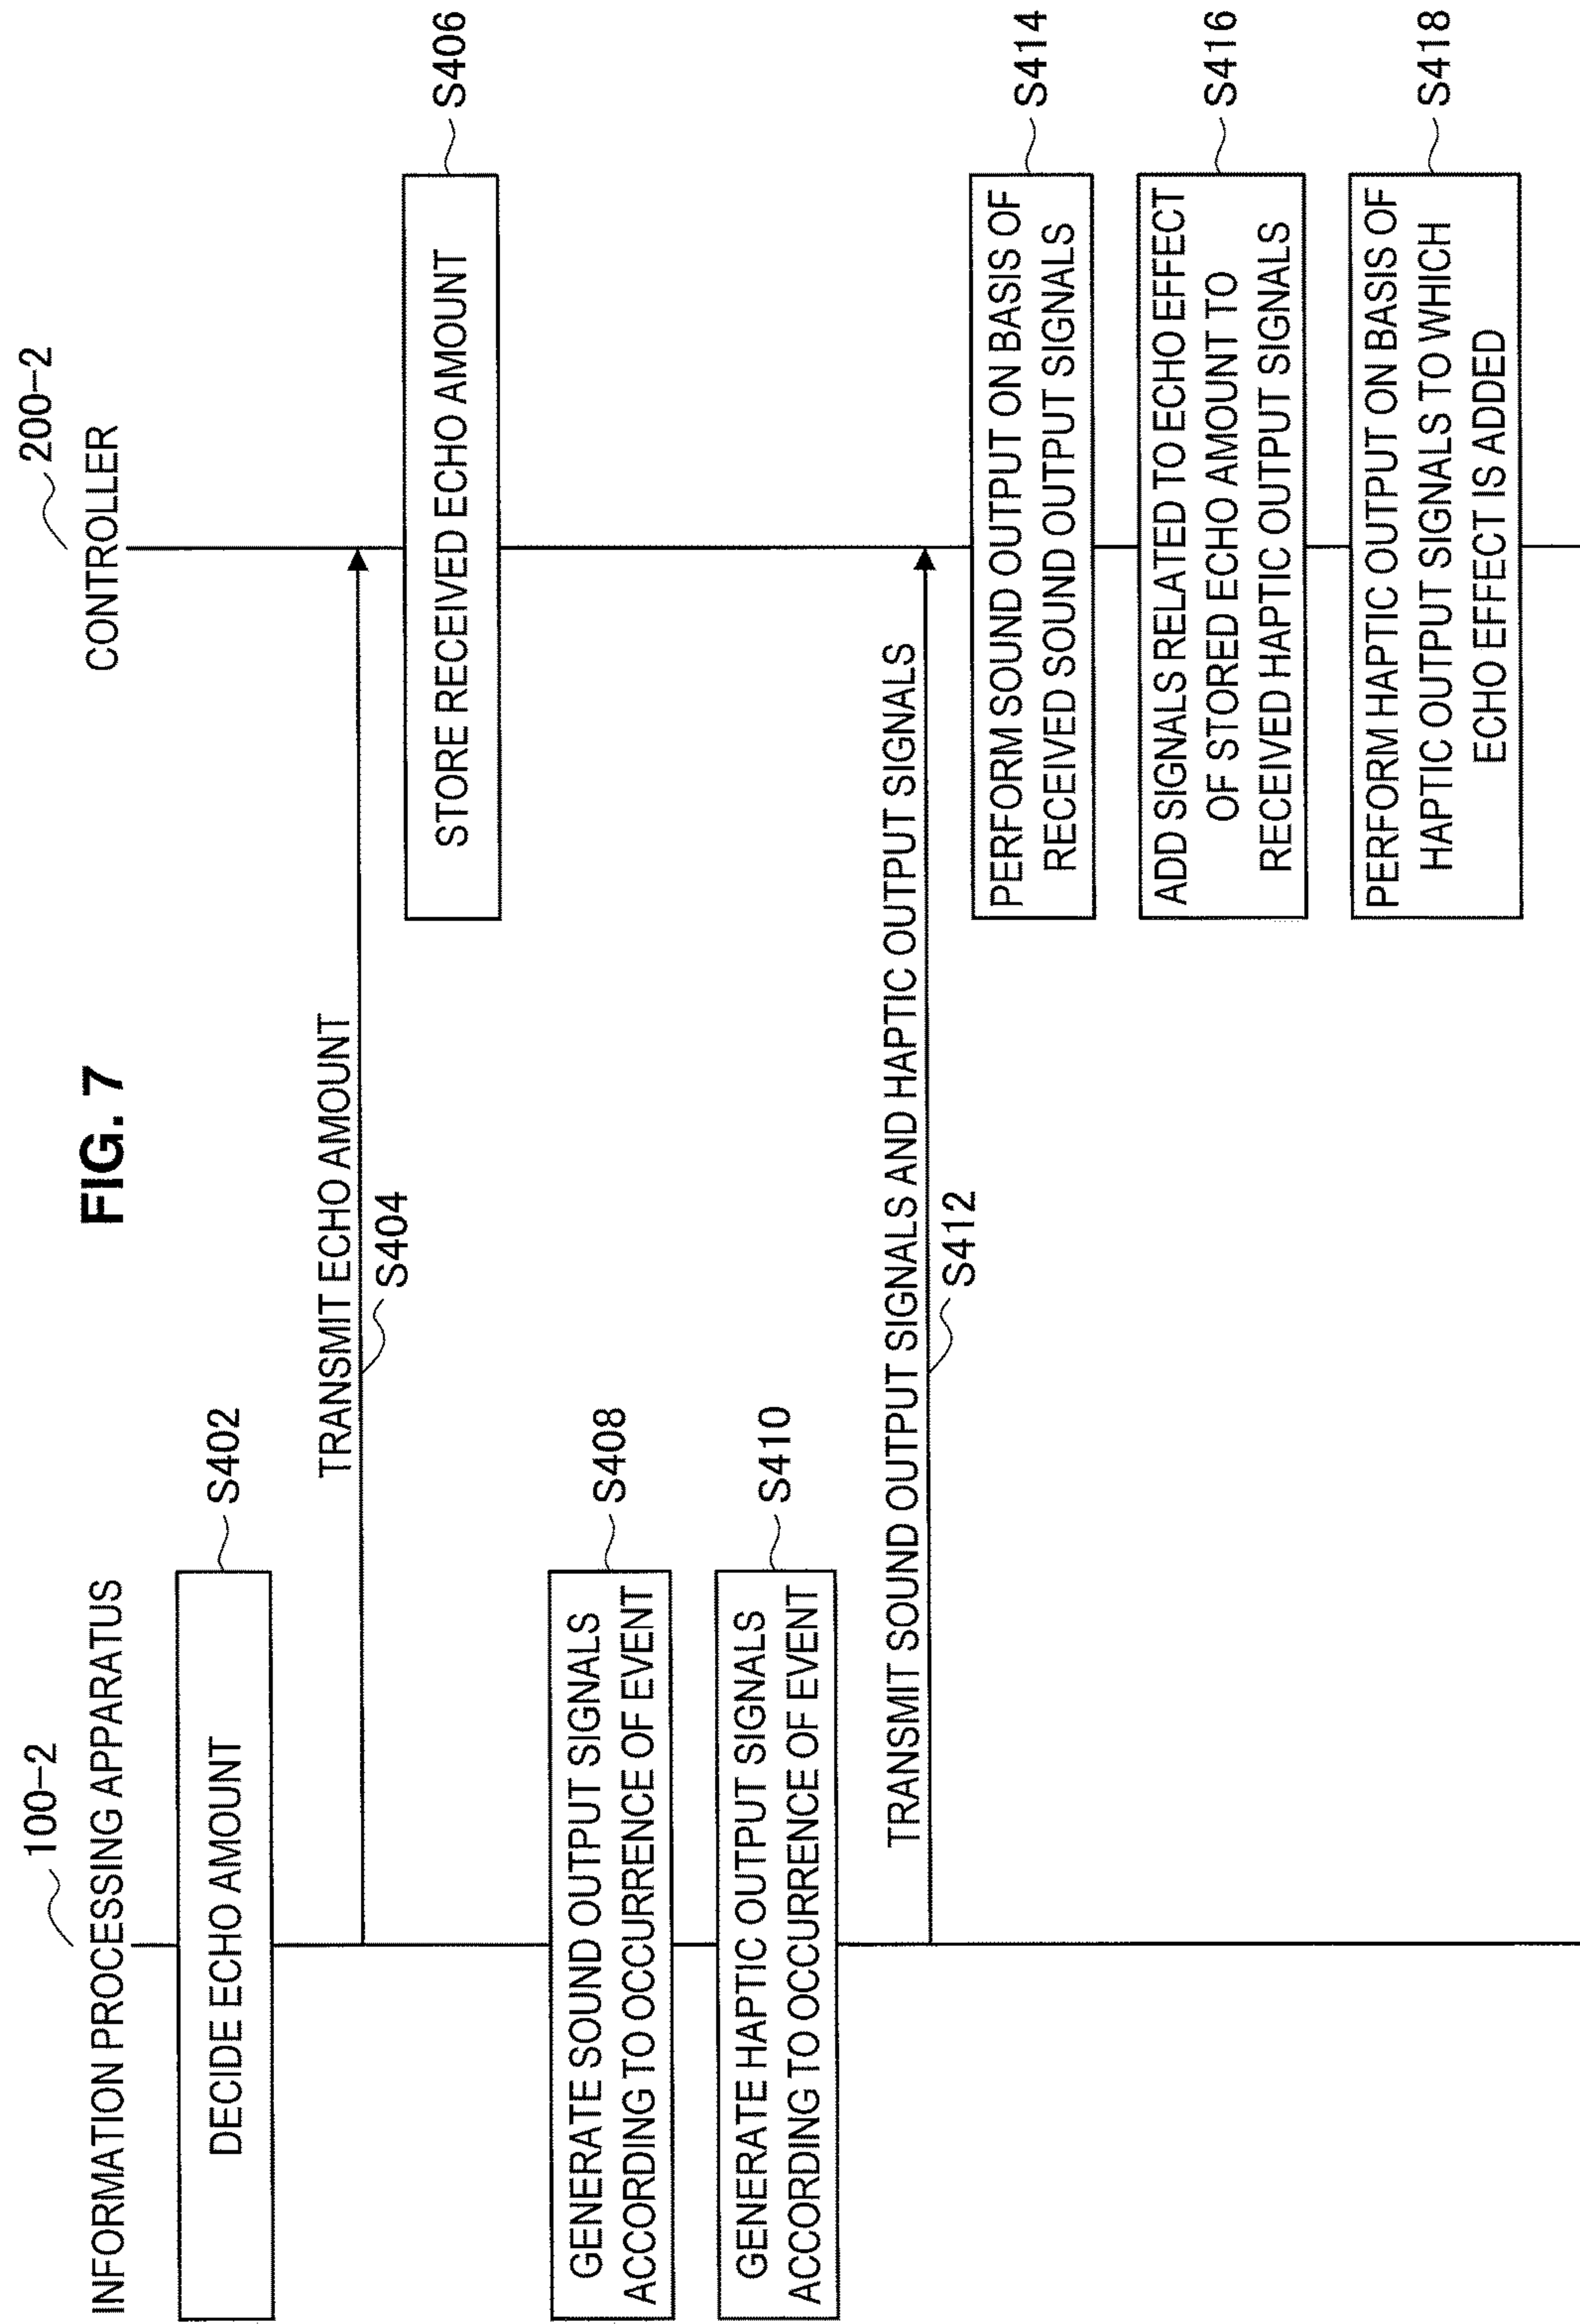 FIG. 7
100-2
INFORMATION PROCESSING APPARATUS
200-2
CONTROLLER
DECIDE ECHO AMOUNT
S402
TRANSMIT ECHO AMOUNT
S404
STORE RECEIVED ECHO AMOUNT
S406
GENERATE SOUND OUTPUT SIGNALS
ACCORDING TO OCCURRENCE OF EVENT
S408
GENERATE HAPTIC OUTPUT SIGNALS
ACCORDING TO OCCURRENCE OF EVENT
S410
TRANSMIT SOUND OUTPUT SIGNALS AND HAPTIC OUTPUT SIGNALS
S412
PERFORM SOUND OUTPUT ON BASIS OF
RECEIVED SOUND OUTPUT SIGNALS
S414
ADD SIGNALS RELATED TO ECHO EFFECT
OF STORED ECHO AMOUNT TO
RECEIVED HAPTIC OUTPUT SIGNALS
S416
PERFORM HAPTIC OUTPUT ON BASIS OF
HAPTIC OUTPUT SIGNALS TO WHICH
ECHO EFFECT IS ADDED
S418